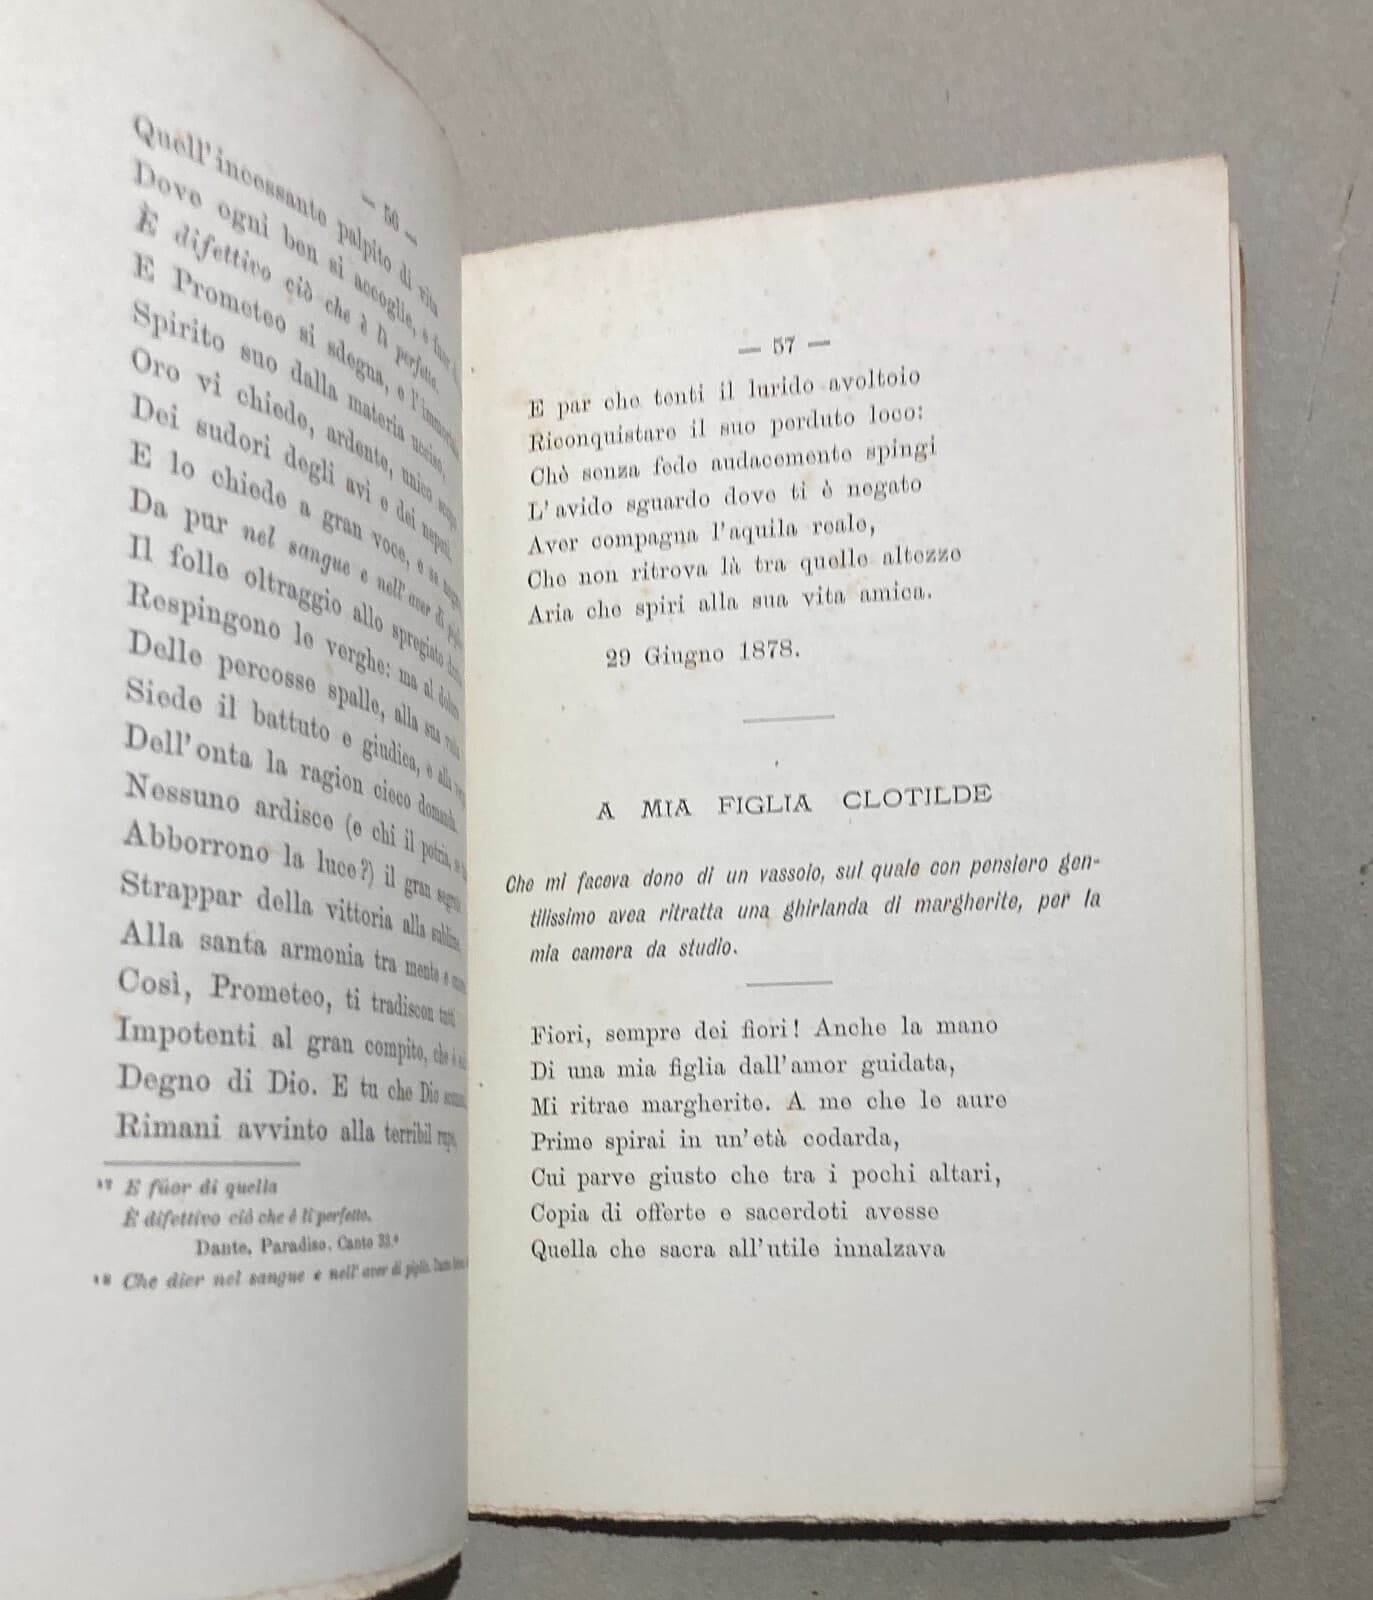 — 56 —
Quell'incessante palpito di vita
Dove ogni ben si accoglie, e fuor
È difettivo ciò che è lì perfetto.
E Prometeo si sdegna, e
Spirito suo dalla materia ucciso,
Oro vi chiede, ardente, unico scopo
Dei sudori degli avi e dei nepoti,
E lo chiede a gran voce, e se
Da pur nel sangue e nell'aver di piglio
Il folle oltraggio allo spregiato
Respingono le verghe: ma al dolore
Delle percosse spalle, alla sua
Siede il battuto e giudica, e alla
Dell'onta la ragion cieco domanda.
Nessuno ardisce (e chi il potrìa, se
Abborrono la luce?) il gran segreto
Strappar della vittoria alla sublime,
Alla santa armonia tra mente e cuore.
Così, Prometeo, ti tradiscon tutti
Impotenti al gran compito, che è sol
Degno di Dio. E tu che Dio
Rimani avvinto alla terribil rupe,
17 E fuor di quella
È difettivo ciò che è lì perfetto.
Dante, Paradiso, Canto 33.º
18 Che dier nel sangue e nell'aver di piglio. Dante
— 57 —
E par che tenti il lurido avoltoio
Riconquistare il suo perduto loco:
Chè senza fede audacemente spingi
L'avido sguardo dove ti è negato
Aver compagna l'aquila reale,
Che non ritrova là tra quelle altezze
Aria che spiri alla sua vita amica.
29 Giugno 1878.
A MIA FIGLIA CLOTILDE
Che mi faceva dono di un vassoio, sul quale con pensiero gen-
tilissimo avea ritratta una ghirlanda di margherite, per la
mia camera da studio.
Fiori, sempre dei fiori! Anche la mano
Di una mia figlia dall'amor guidata,
Mi ritrae margherite. A me che le aure
Prime spirai in un'età codarda,
Cui parve giusto che tra i pochi altari,
Copia di offerte e sacerdoti avesse
Quella che sacra all'utile innalzava